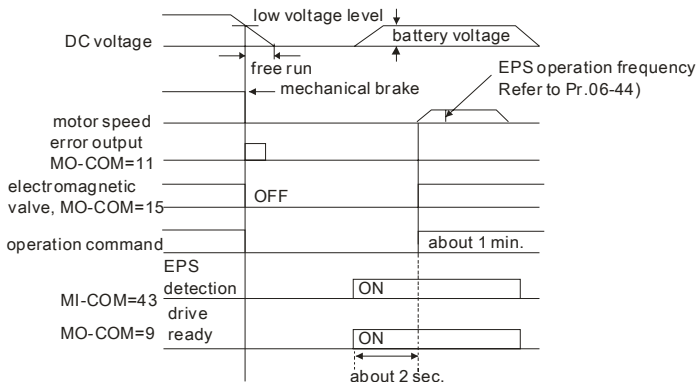 low voltage level
DC voltage
battery voltage
free run
EPS operation frequency
Refer to Pr.06-44)
mechanical brake
motor speed
error output
MO-COM=11
electromagnetic
valve, MO-COM=15
OFF
operation command
about 1 min.
EPS
detection
MI-COM=43
ON
drive
ready
MO-COM=9
ON
about 2 sec.